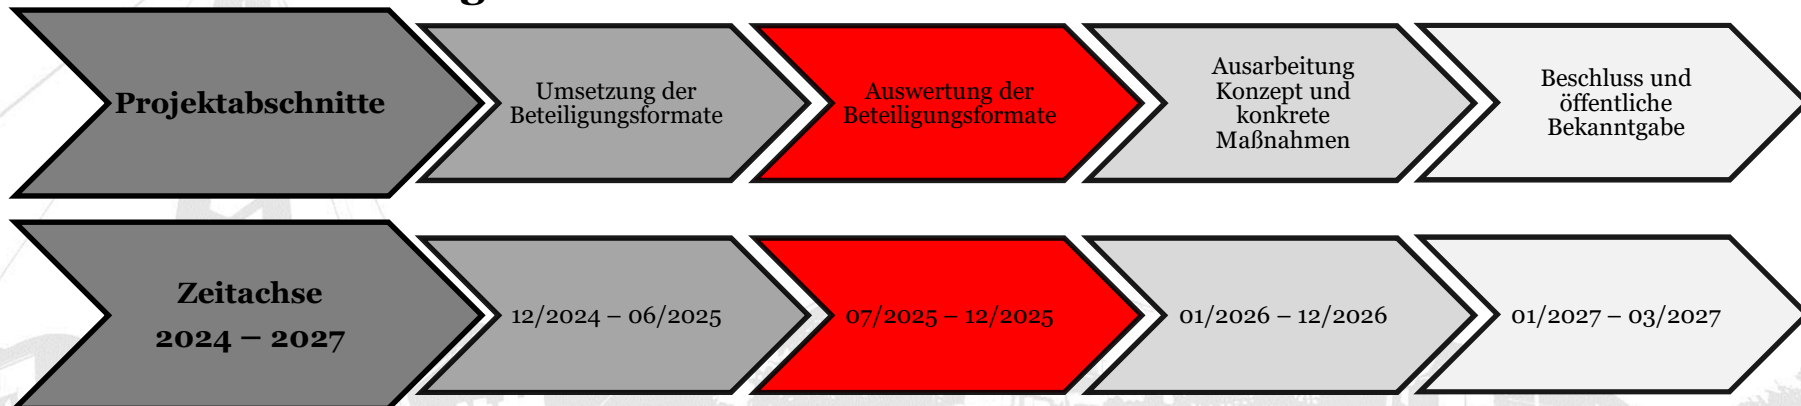 Projektabschnitte
Umsetzung der
Beteiligungsformate
Auswertung der
Beteiligungsformate
Ausarbeitung
Konzept und
konkrete
Maßnahmen
Beschluss und
öffentliche
Bekanntgabe
Zeitachse
2024 – 2027
12/2024 – 06/2025
07/2025 – 12/2025
01/2026 – 12/2026
01/2027 – 03/2027